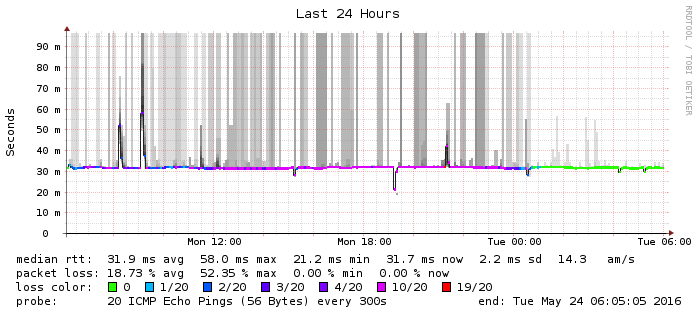 Last 24 Hours
RRDTOOL / TOBI OETIKER
Seconds
90 m
80 m
70 m
60 m
50 m
40 m
30 m
20 m
10 m
0
Mon 12:00 Mon 18:00 Tue 00:00 Tue 06:00
median rtt: 31.9 ms avg 58.0 ms max 21.2 ms min 31.7 ms now 2.2 ms sd 14.3 am/s
packet loss: 18.73 % avg 52.35 % max 0.00 % min 0.00 % now
loss color: 0 1/20 2/20 3/20 4/20 10/20 19/20
probe: 20 ICMP Echo Pings (56 Bytes) every 300s end: Tue May 24 06:05:05 2016